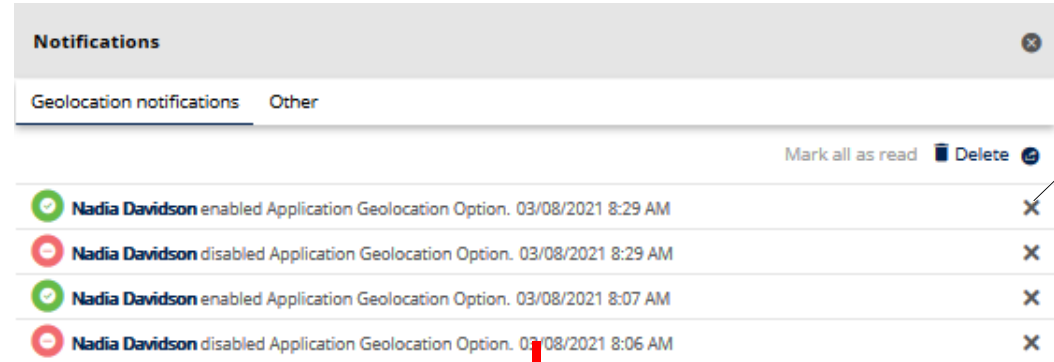 Notifications
Geolocation notifications Other
Mark all as read Delete
Nadia Davidson enabled Application Geolocation Option. 03/08/2021 8:29 AM
Nadia Davidson disabled Application Geolocation Option. 03/08/2021 8:29 AM
Nadia Davidson enabled Application Geolocation Option. 03/08/2021 8:07 AM
Nadia Davidson disabled Application Geolocation Option. 03/08/2021 8:06 AM